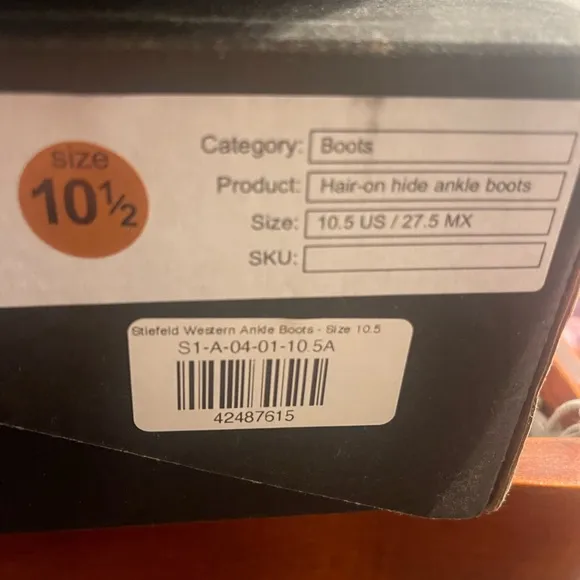 size
10½
Category: Boots
Product: Hair-on hide ankle boots
Size: 10.5 US / 27.5 MX
SKU:
Stiefeld Western Ankle Boots - Size 10.5
S1-A-04-01-10.5A
42487615